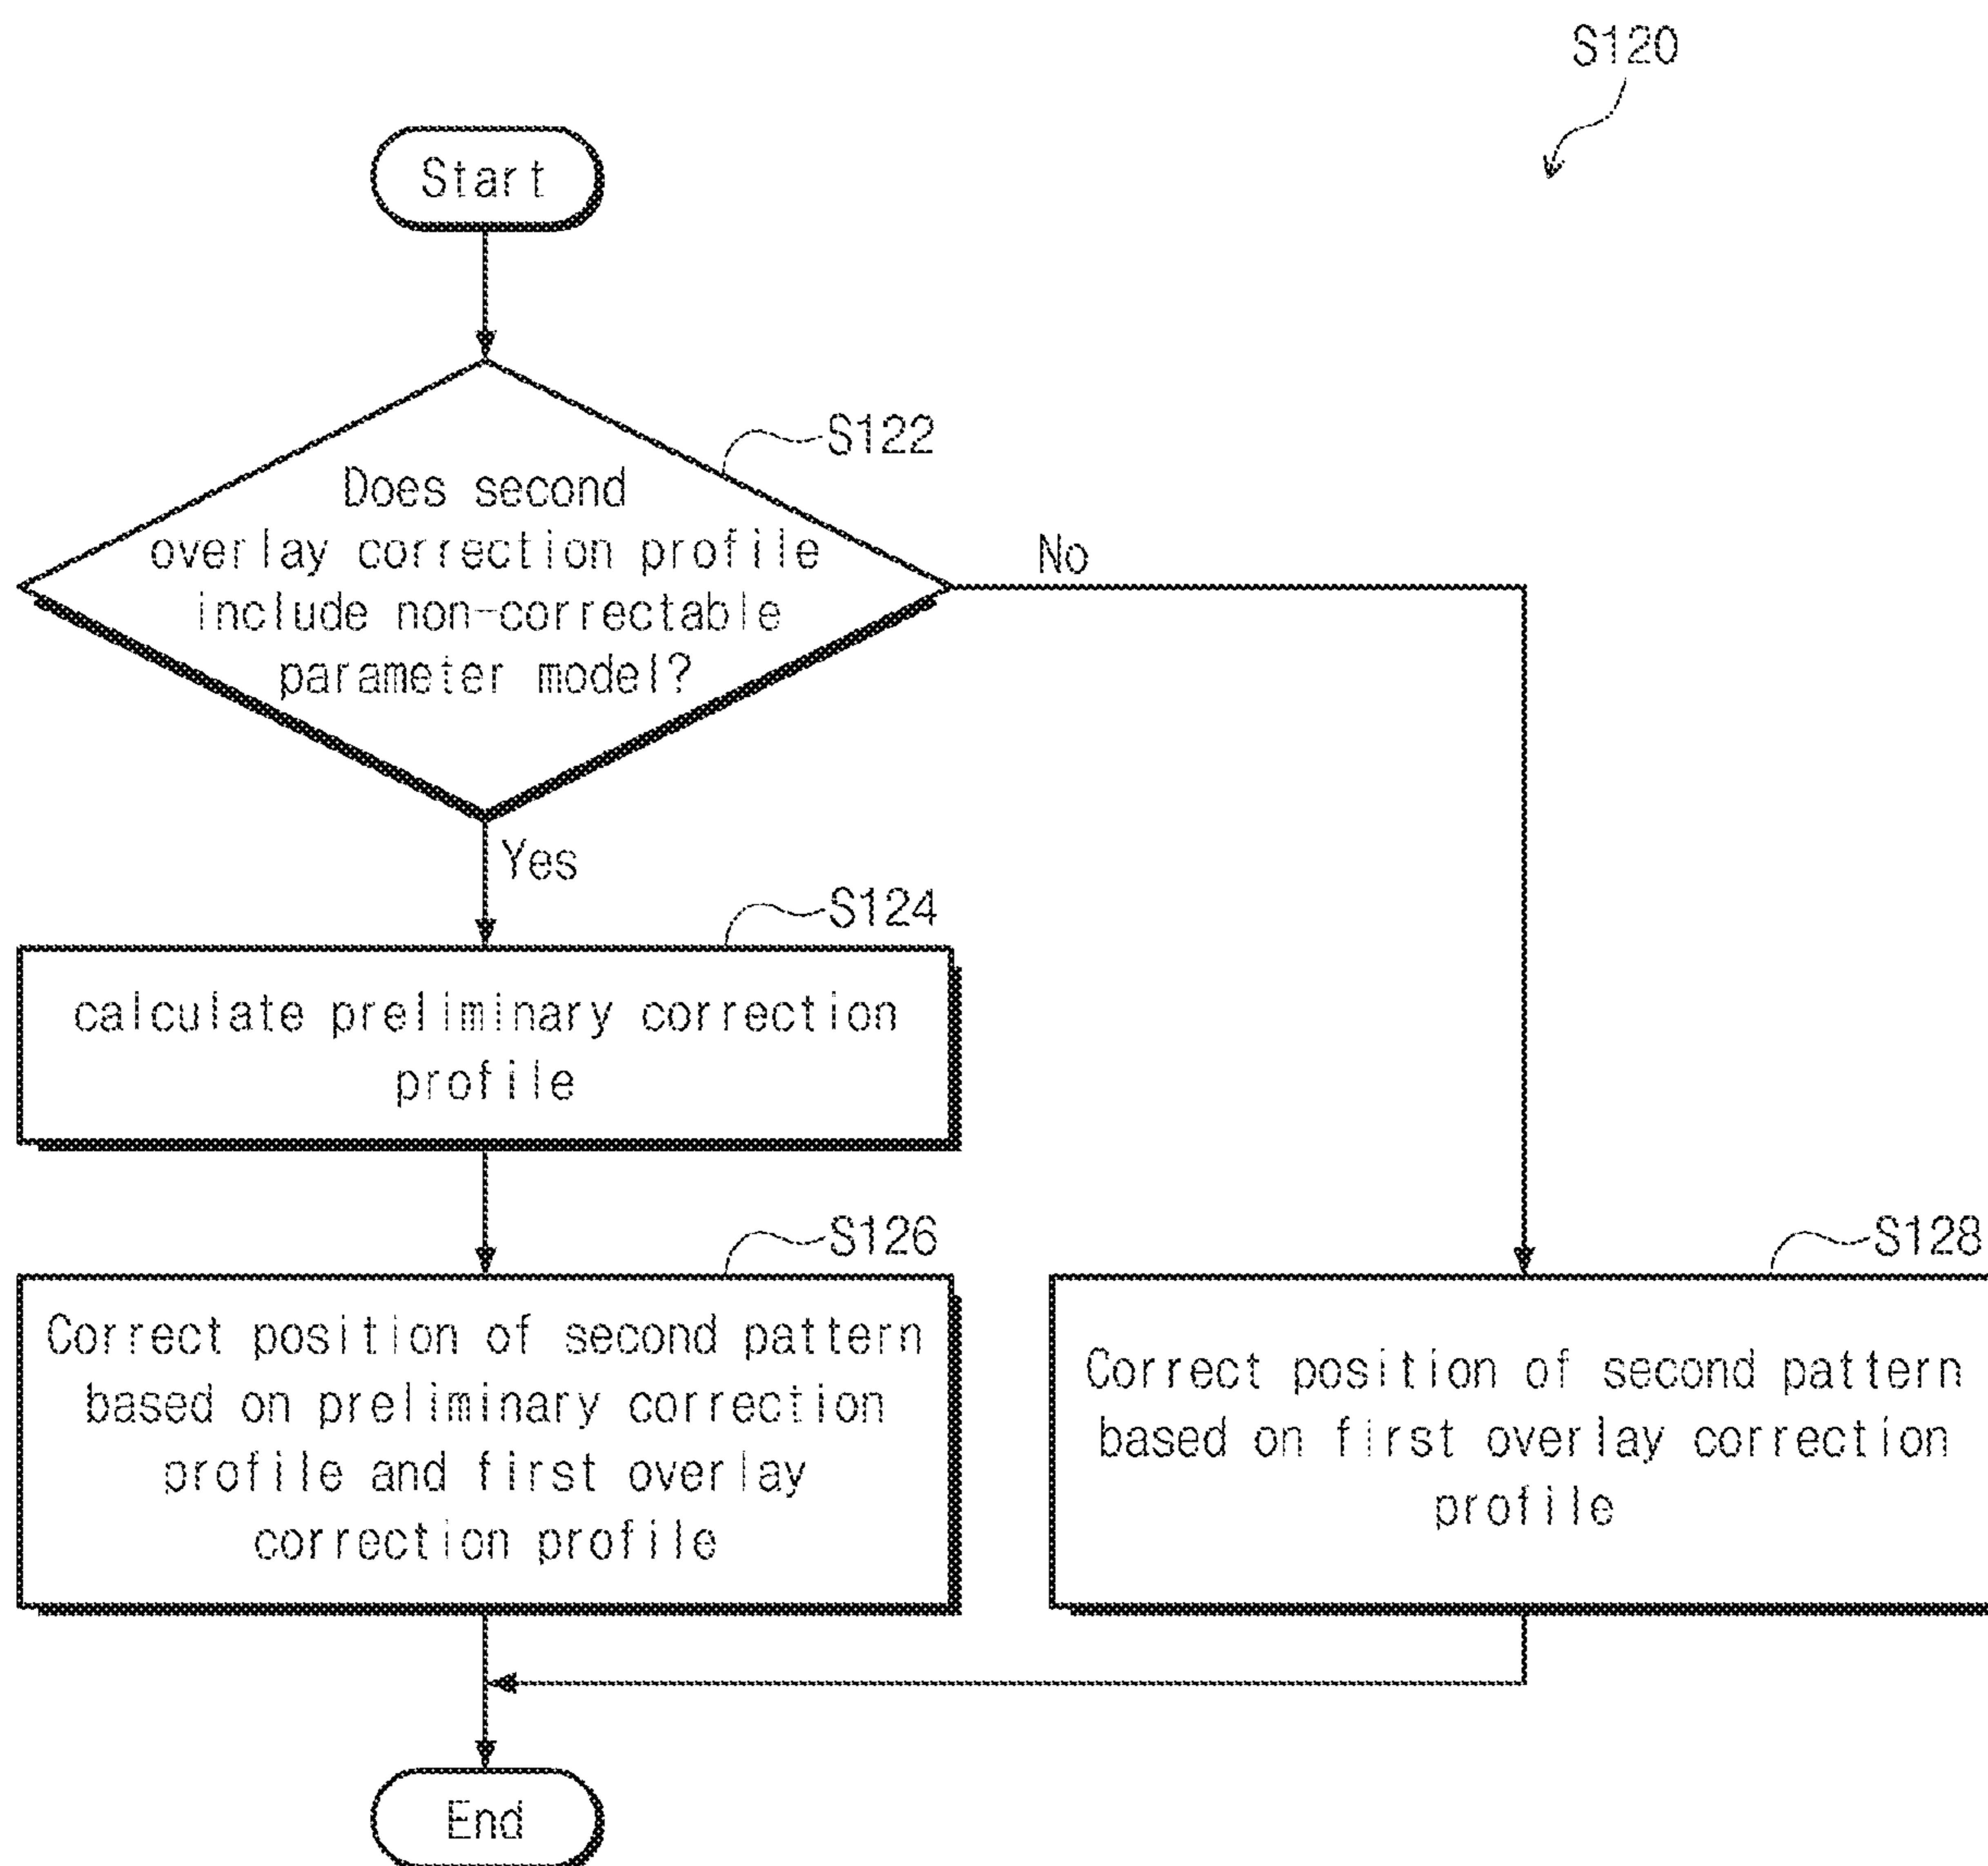 S120
Start
S122
Does second
overlay correction profile
include non-correctable
parameter model?
No
Yes
S124
calculate preliminary correction
profile
S126
Correct position of second pattern
based on preliminary correction
profile and first overlay
correction profile
S128
Correct position of second pattern
based on first overlay correction
profile
End